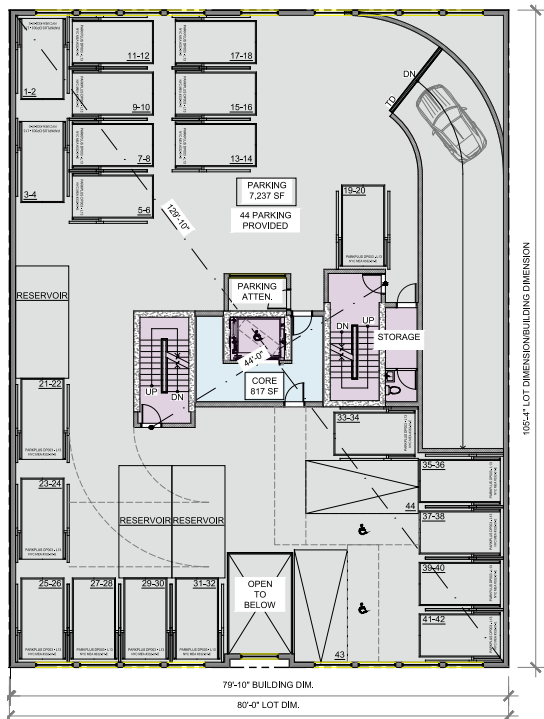 11-12
17-18
1-2
9-10
15-16
DN
TD
7-8
13-14
3-4
5-6
PARKING
7,237 SF
44 PARKING
PROVIDED
19-20
129'-10"
RESERVOIR
PARKING
ATTEN.
UP
DN
STORAGE
44'-0"
CORE
817 SF
UP
DN
21-22
33-34
35-36
23-24
RESERVOIR
RESERVOIR
44
37-38
39-40
25-26
27-28
29-30
31-32
OPEN
TO
BELOW
41-42
43
105'-4" LOT DIMENSION/BUILDING DIMENSION
79'-10" BUILDING DIM.
80'-0" LOT DIM.